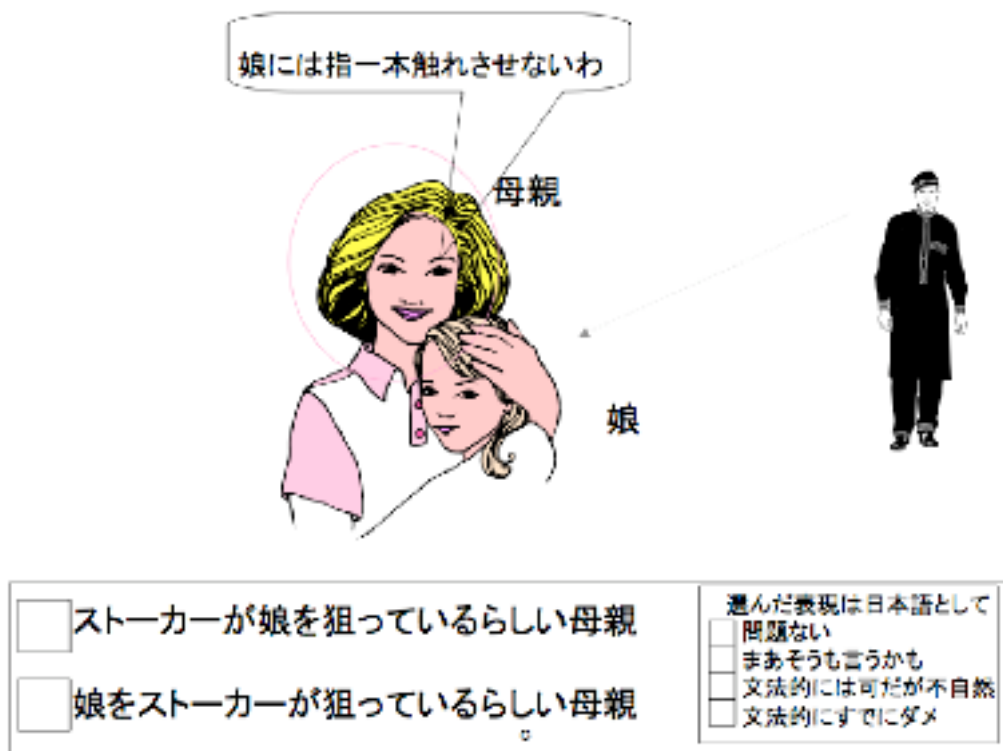 娘には指一本触れさせないわ
母親
娘
ストーカーが娘を狙っているらしい母親
娘をストーカーが狙っているらしい母親
選んだ表現は日本語として
問題ない
まあそうも言うかも
文法的には可だが不自然
文法的にすでにダメ